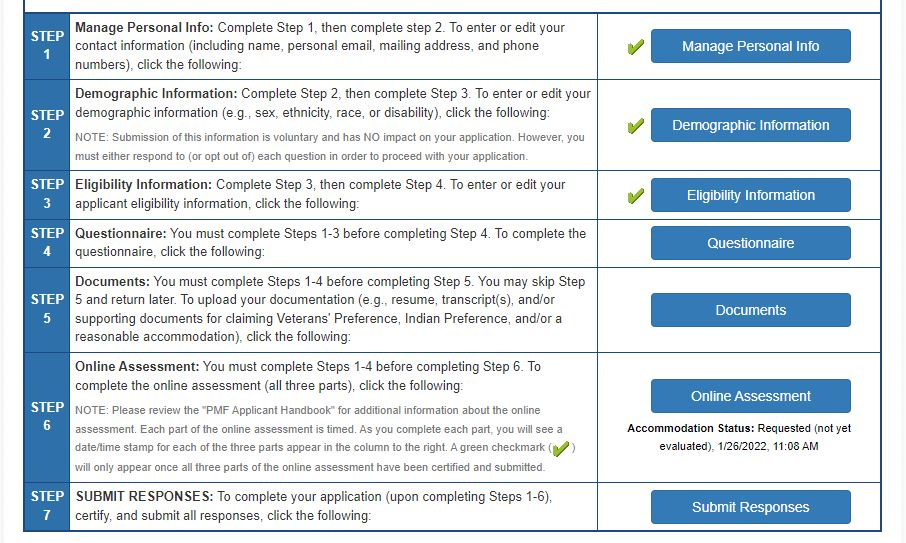 STEP
1
Manage Personal Info: Complete Step 1, then complete step 2. To enter or edit your
contact information (including name, personal email, mailing address, and phone
numbers), click the following:
Manage Personal Info
STEP
2
Demographic Information: Complete Step 2, then complete Step 3. To enter or edit your
demographic information (e.g., sex, ethnicity, race, or disability), click the following:
NOTE: Submission of this information is voluntary and has NO impact on your application. However, you
must either respond to (or opt out of) each question in order to proceed with your application.
Demographic Information
STEP
3
Eligibility Information: Complete Step 3, then complete Step 4. To enter or edit your
applicant eligibility information, click the following:
Eligibility Information
STEP
4
Questionnaire: You must complete Steps 1-3 before completing Step 4. To complete the
questionnaire, click the following:
Questionnaire
STEP
5
Documents: You must complete Steps 1-4 before completing Step 5. You may skip Step
5 and return later. To upload your documentation (e.g., resume, transcript(s), and/or
supporting documents for claiming Veterans' Preference, Indian Preference, and/or a
reasonable accommodation), click the following:
Documents
STEP
6
Online Assessment: You must complete Steps 1-4 before completing Step 6. To
complete the online assessment (all three parts), click the following:
NOTE: Please review the "PMF Applicant Handbook" for additional information about the online
assessment. Each part of the online assessment is timed. As you complete each part, you will see a
date/time stamp for each of the three parts appear in the column to the right. A green checkmark ( )
will only appear once all three parts of the online assessment have been certified and submitted.
Online Assessment
Accommodation Status: Requested (not yet
evaluated), 1/26/2022, 11:08 AM
STEP
7
SUBMIT RESPONSES: To complete your application (upon completing Steps 1-6),
certify, and submit all responses, click the following:
Submit Responses